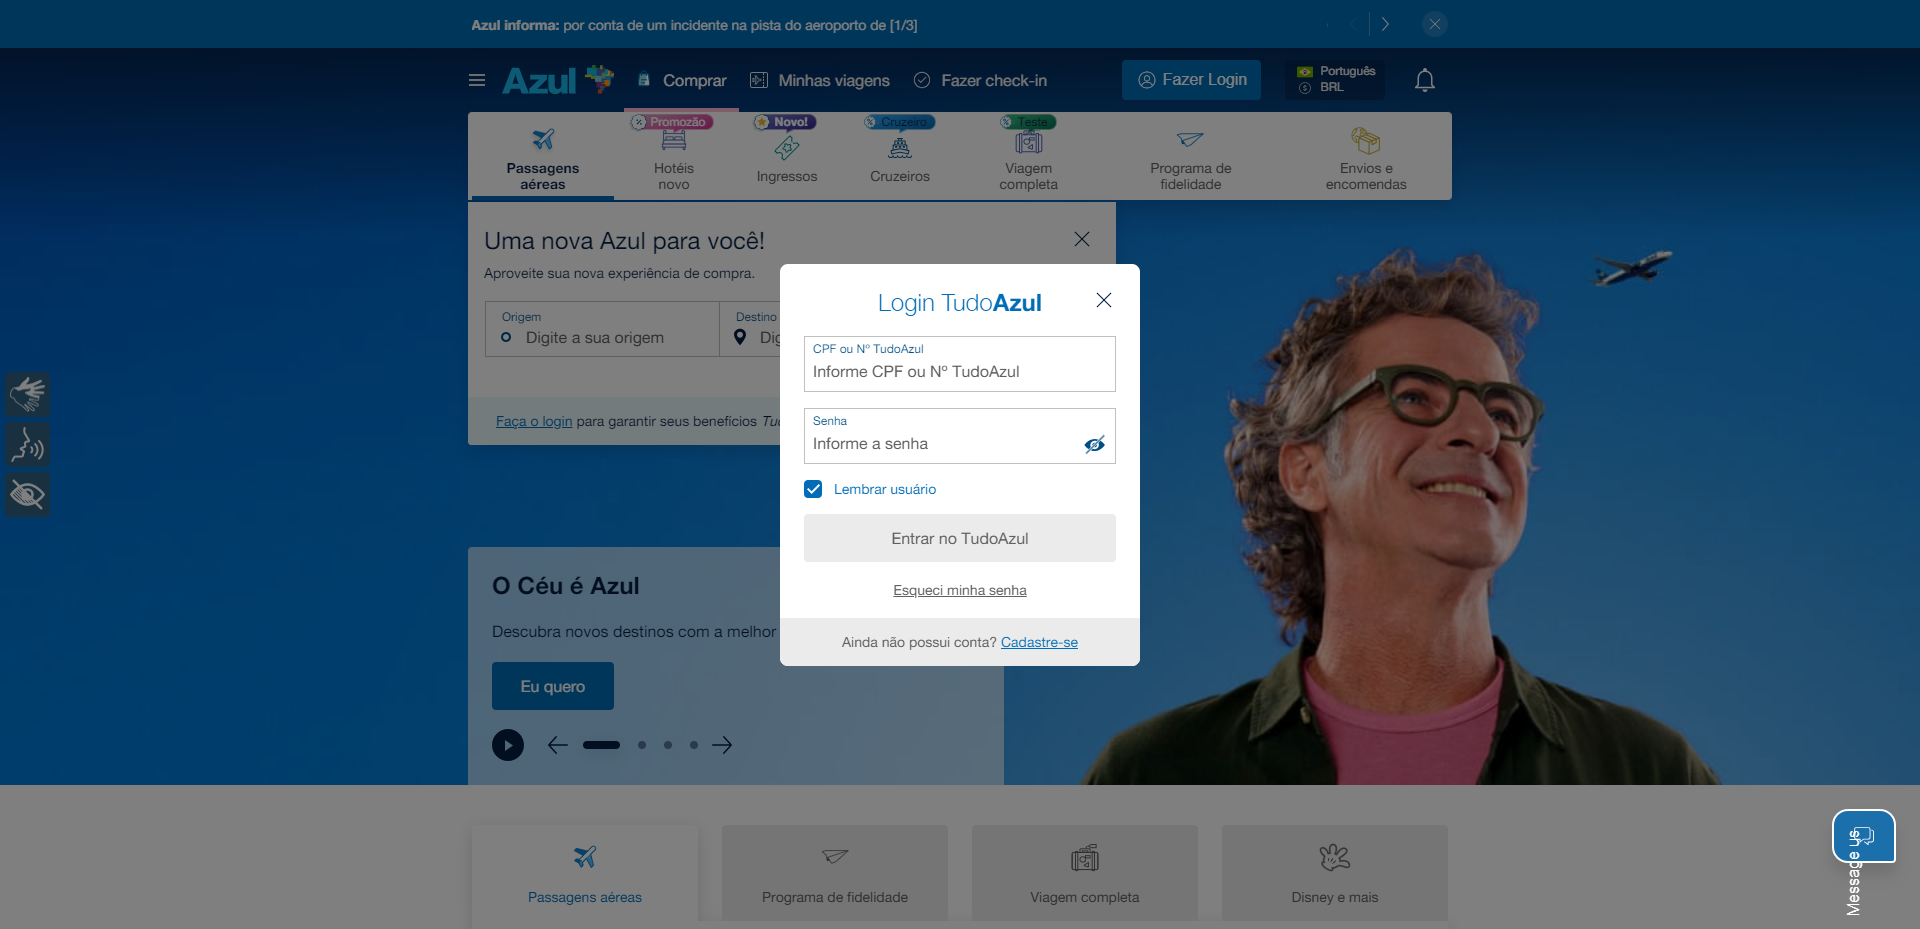 Azul informa: por conta de um incidente na pista do aeroporto de [1/3]
Azul
Comprar
Minhas viagens
Fazer check-in
Fazer Login
Português
BRL
Promozão
Novo!
Cruzeiro
Teste
Passagens
aéreas
Hotéis
novo
Ingressos
Cruzeiros
Viagem
completa
Programa de
fidelidade
Envios e
encomendas
Uma nova Azul para você!
Aproveite sua nova experiência de compra.
Origem
Digite a sua origem
Destino
Faça o login para garantir seus benefícios
Login TudoAzul
CPF ou Nº TudoAzul
Informe CPF ou Nº TudoAzul
Senha
Informe a senha
Lembrar usuário
Entrar no TudoAzul
Esqueci minha senha
Ainda não possui conta? Cadastre-se
O Céu é Azul
Descubra novos destinos com a melhor
Eu quero
Passagens aéreas
Programa de fidelidade
Viagem completa
Disney e mais
Message us